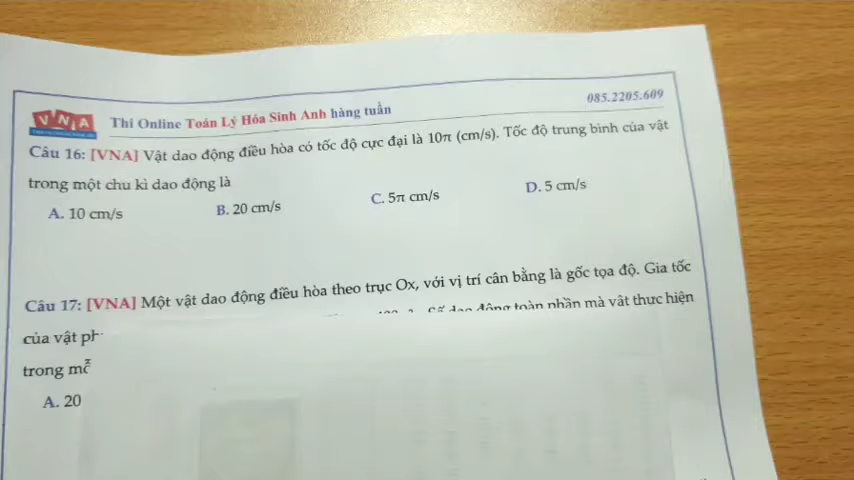 VNA
Thi Online Toán Lý Hóa Sinh Anh hàng tuần
085.2205.609
Câu 16: [VNA] Vật dao động điều hòa có tốc độ cực đại là 10π (cm/s). Tốc độ trung bình của vật
trong một chu kì dao động là
A. 10 cm/s
B. 20 cm/s
C. 5π cm/s
D. 5 cm/s
Câu 17: [VNA] Một vật dao động điều hòa theo trục Ox, với vị trí cân bằng là gốc tọa độ. Gia tốc
của vật dao động toàn phần mà vật thực hiện
trong
A. 20